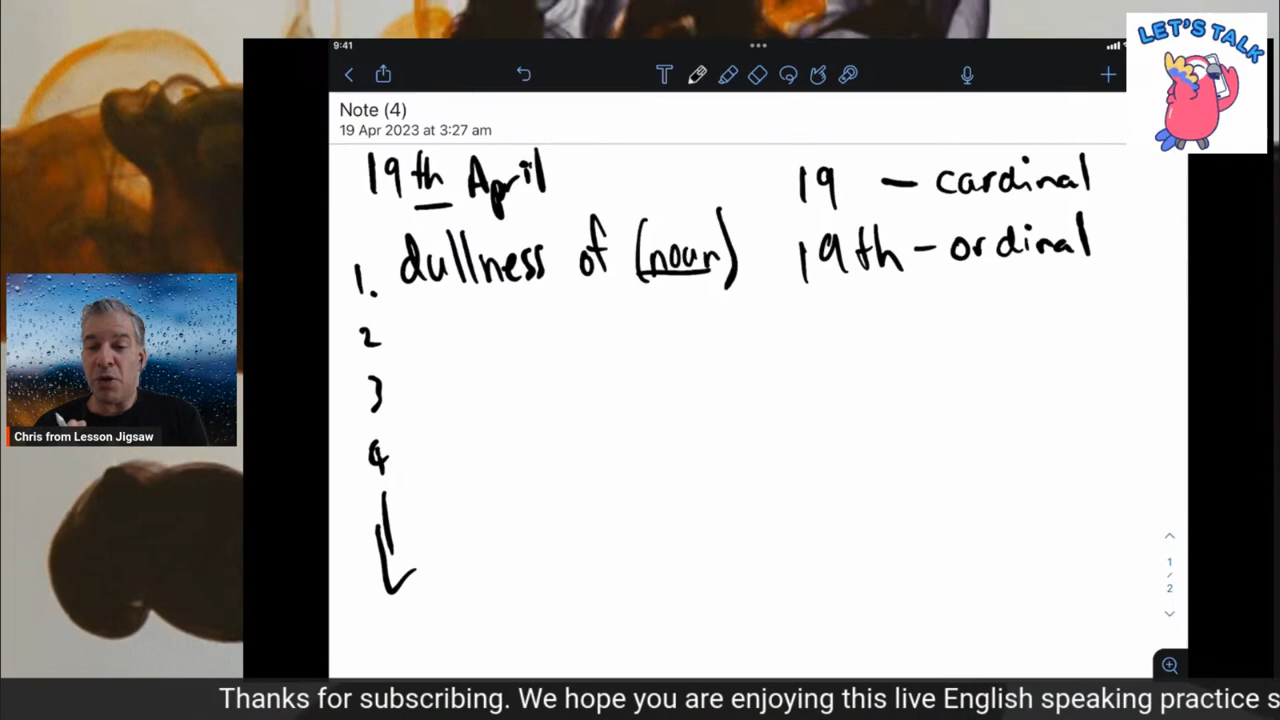 LET'S TALK
9:41
Note (4)
19 Apr 2023 at 3:27 am
19th April
19 – cardinal
1. dullness of (noun)
19th – ordinal
2
3
4
1
/
2
Chris from Lesson Jigsaw
Thanks for subscribing. We hope you are enjoying this live English speaking practice s